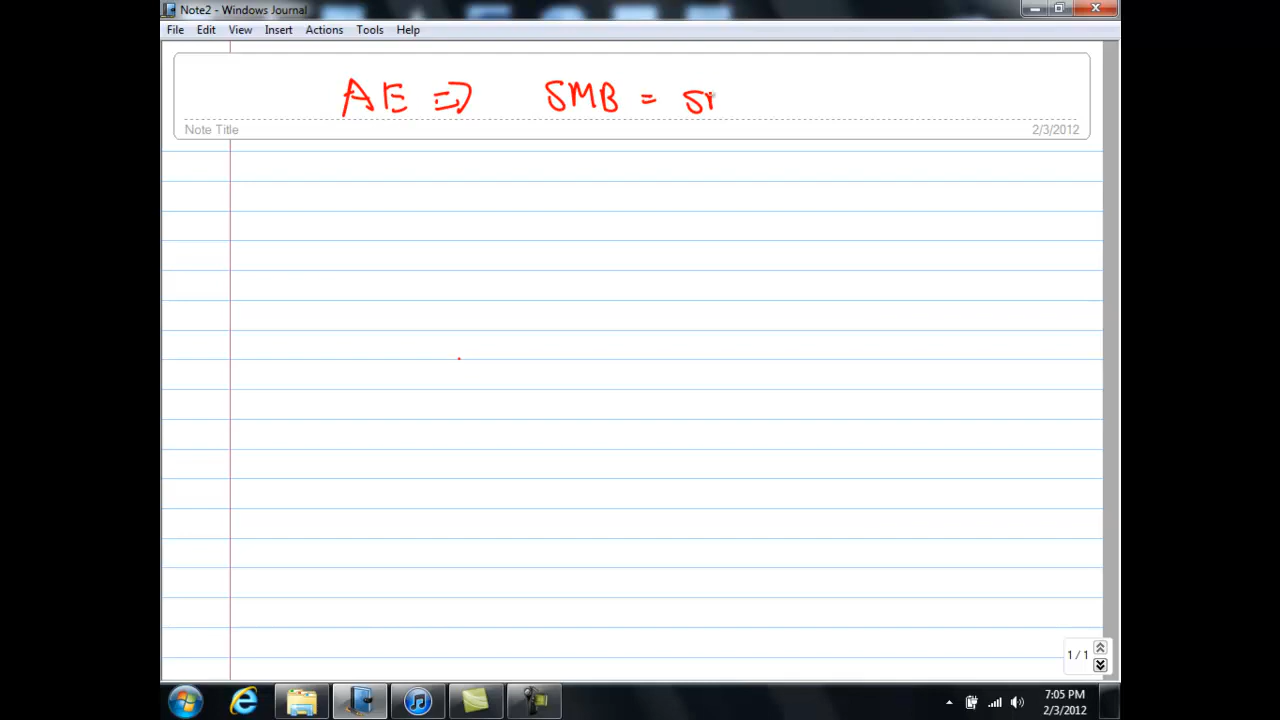 Note2 - Windows Journal
File Edit View Insert Actions Tools Help
AE => SMB =
Note Title 2/3/2012
1 / 1
7:05 PM
2/3/2012